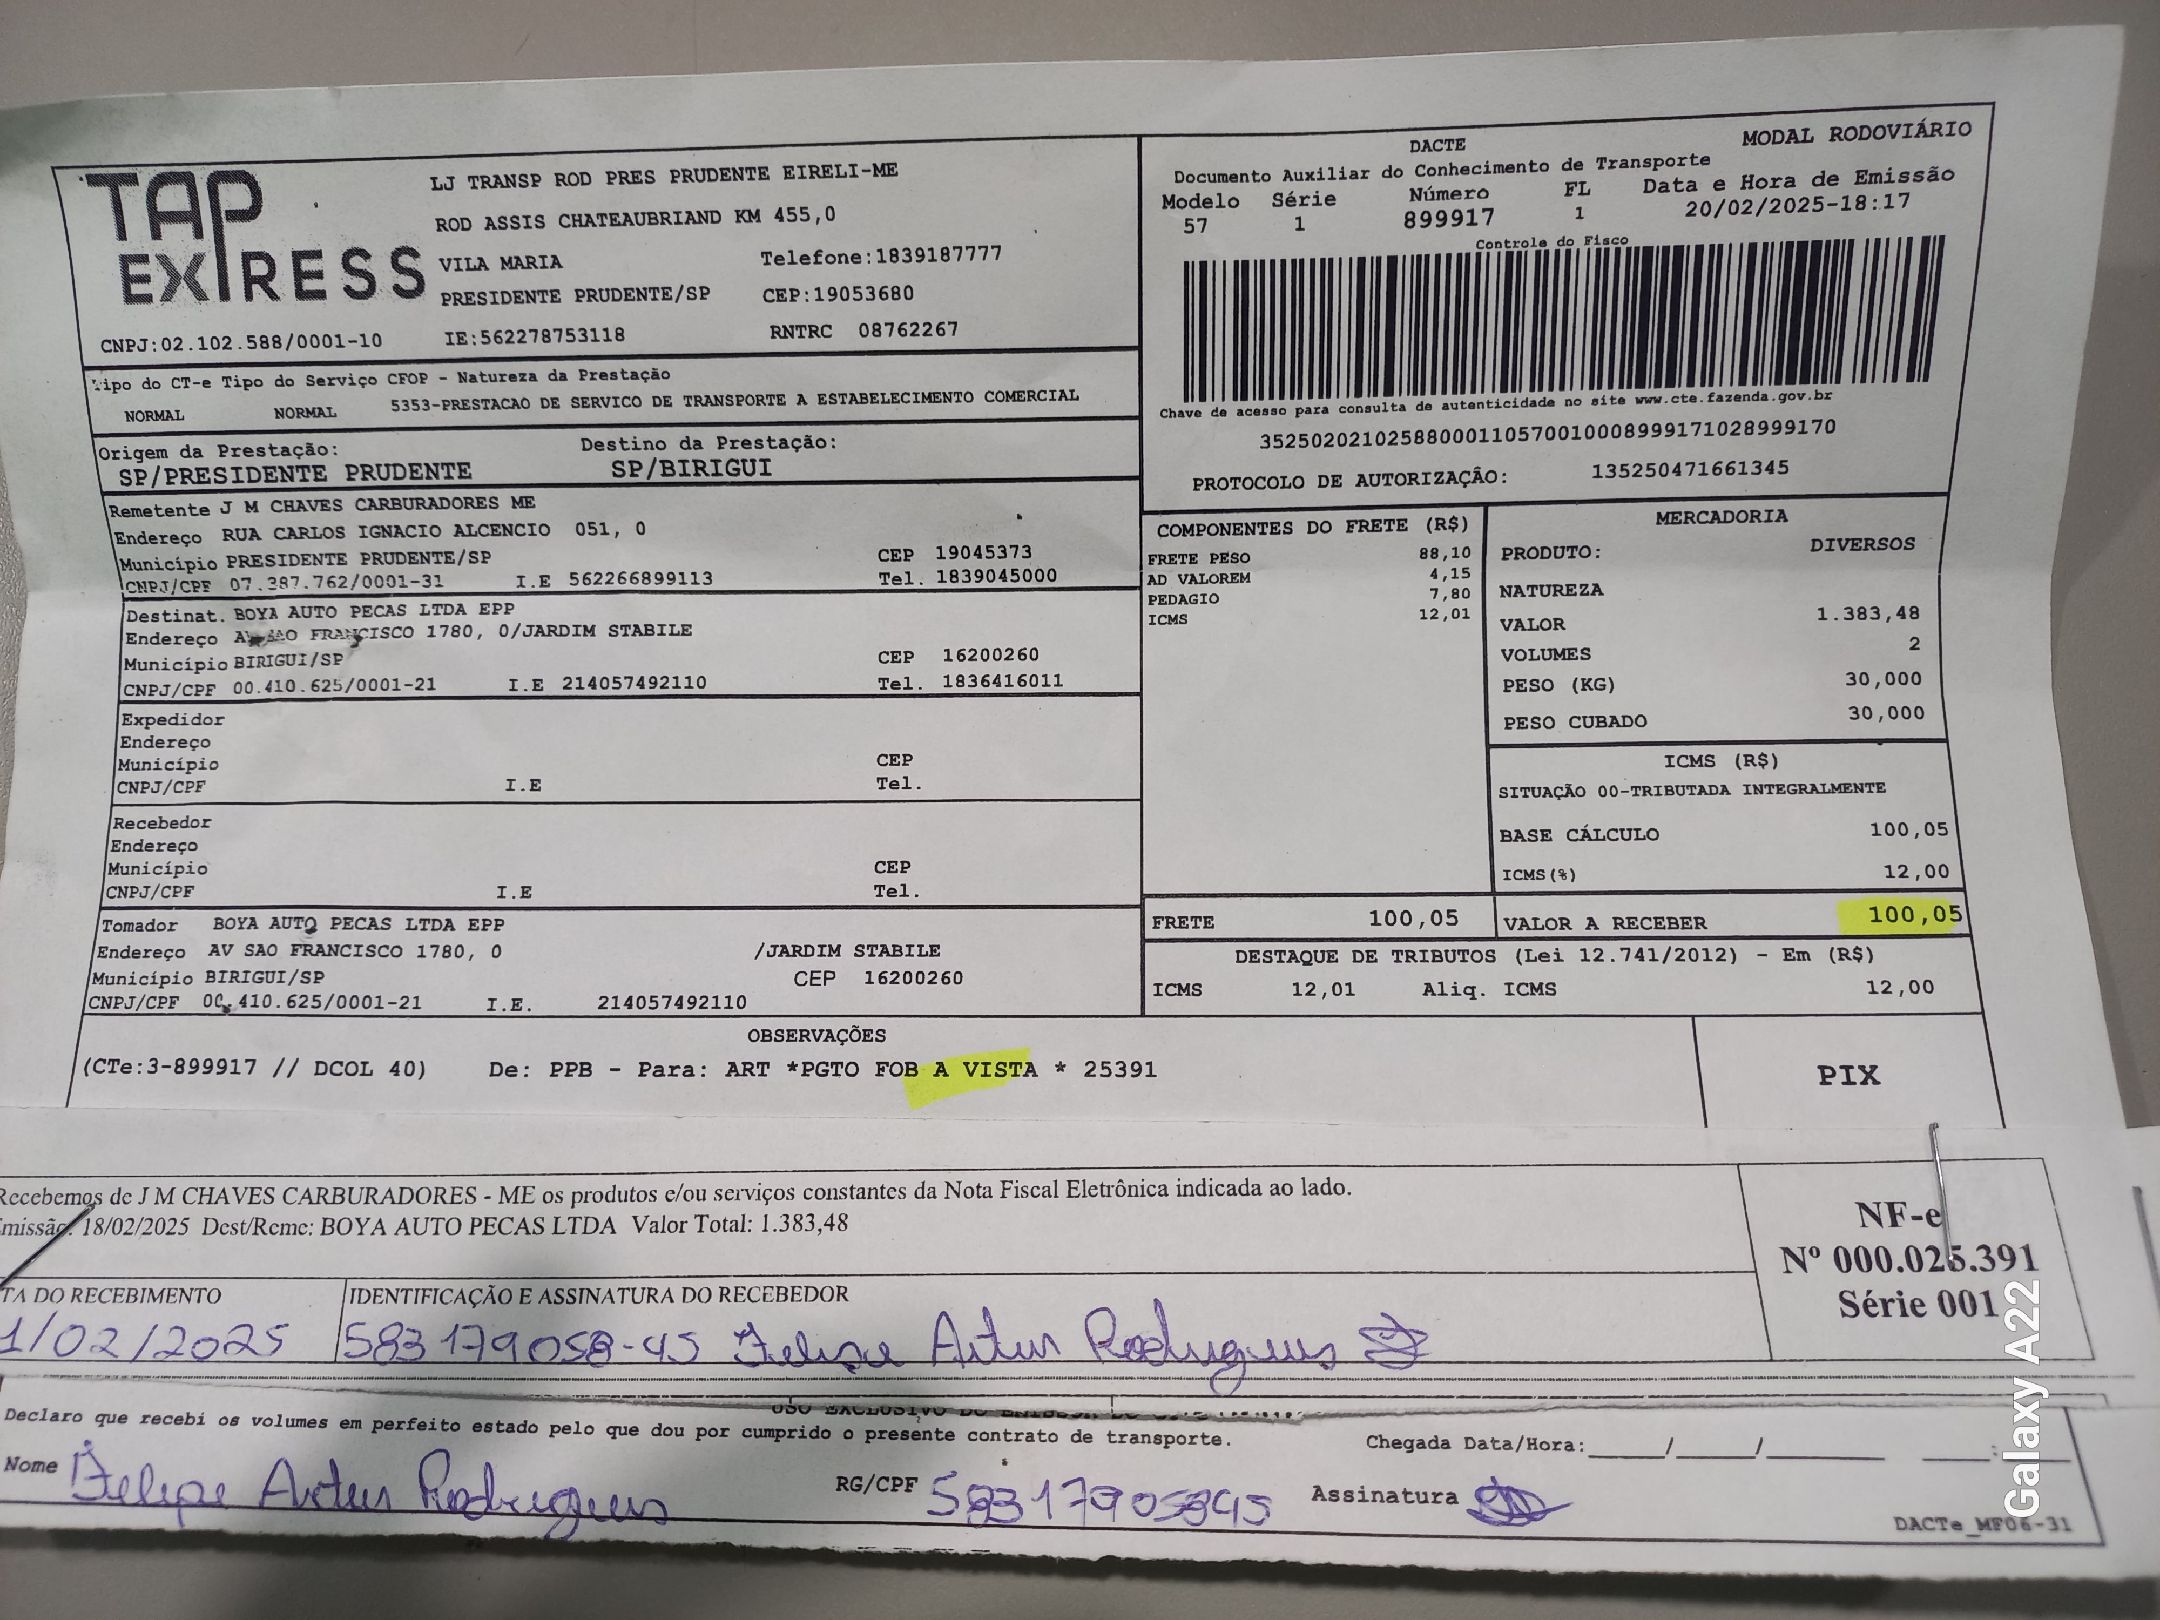 TAP EXPRESS
LJ TRANSP ROD PRES PRUDENTE EIRELI-ME
ROD ASSIS CHATEAUBRIAND KM 455,0
VILA MARIA Telefone:1839187777
PRESIDENTE PRUDENTE/SP CEP:19053680
CNPJ:02.102.588/0001-10 IE:562278753118 RNTRC 08762267
DACTE MODAL RODOVIÁRIO
Documento Auxiliar do Conhecimento de Transporte
Modelo Série Número FL Data e Hora de Emissão
57 1 899917 1 20/02/2025-18:17
Controle do Fisco
Chave de acesso para consulta de autenticidade no site www.cte.fazenda.gov.br
35250202102588000110570010008999171028999170
PROTOCOLO DE AUTORIZAÇÂO: 135250471661345
Tipo do CT-e Tipo do Serviço CFOP - Natureza da Prestação
NORMAL NORMAL 5353-PRESTACAO DE SERVICO DE TRANSPORTE A ESTABELECIMENTO COMERCIAL
Origem da Prestação: Destino da Prestação:
SP/PRESIDENTE PRUDENTE SP/BIRIGUI
Remetente J M CHAVES CARBURADORES ME
Endereço RUA CARLOS IGNACIO ALCENCIO 051, 0
Município PRESIDENTE PRUDENTE/SP CEP 19045373
CNPJ/CPF 07.387.762/0001-31 I.E 562266899113 Tel. 1839045000
Destinat. BOYA AUTO PECAS LTDA EPP
Endereço AV SAO FRANCISCO 1780, 0/JARDIM STABILE
Município BIRIGUI/SP CEP 16200260
CNPJ/CPF 00.410.625/0001-21 I.E 214057492110 Tel. 1836416011
Expedidor
Endereço
Município CEP
CNPJ/CPF I.E Tel.
Recebedor
Endereço
Município CEP
CNPJ/CPF I.E Tel.
Tomador BOYA AUTO PECAS LTDA EPP
Endereço AV SAO FRANCISCO 1780, 0 /JARDIM STABILE
Município BIRIGUI/SP CEP 16200260
CNPJ/CPF 00.410.625/0001-21 I.E. 214057492110
COMPONENTES DO FRETE (R$)
FRETE PESO 88,10
AD VALOREM 4,15
PEDAGIO 7,80
ICMS 12,01
MERCADORIA
PRODUTO: DIVERSOS
NATUREZA
VALOR 1.383,48
VOLUMES 2
PESO (KG) 30,000
PESO CUBADO 30,000
ICMS (R$)
SITUAÇÃO 00-TRIBUTADA INTEGRALMENTE
BASE CÁLCULO 100,05
ICMS(%) 12,00
FRETE 100,05 VALOR A RECEBER 100,05
DESTAQUE DE TRIBUTOS (Lei 12.741/2012) - Em (R$)
ICMS 12,01 Aliq. ICMS 12,00
OBSERVAÇÕES
(CTe:3-899917 // DCOL 40) De: PPB - Para: ART *PGTO FOB A VISTA * 25391
PIX
Recebemos de J M CHAVES CARBURADORES - ME os produtos e/ou serviços constantes da Nota Fiscal Eletrônica indicada ao lado.
Emissão: 18/02/2025 Dest/Reme: BOYA AUTO PECAS LTDA Valor Total: 1.383,48
NF-e
Nº 000.025.391
Série 001
TA DO RECEBIMENTO IDENTIFICAÇÃO E ASSINATURA DO RECEBEDOR
1/02/2025 583179058-45 Felipe Artur Rodrigues
USO EXCLUSIVO DO EMISSOR DO
Declaro que recebi os volumes em perfeito estado pelo que dou por cumprido o presente contrato de transporte.
Chegada Data/Hora:_____/_____/_______ ____:____
Nome Felipe Artur Rodrigues RG/CPF 58317905845 Assinatura
DACTe_MF06-31
Galaxy A22